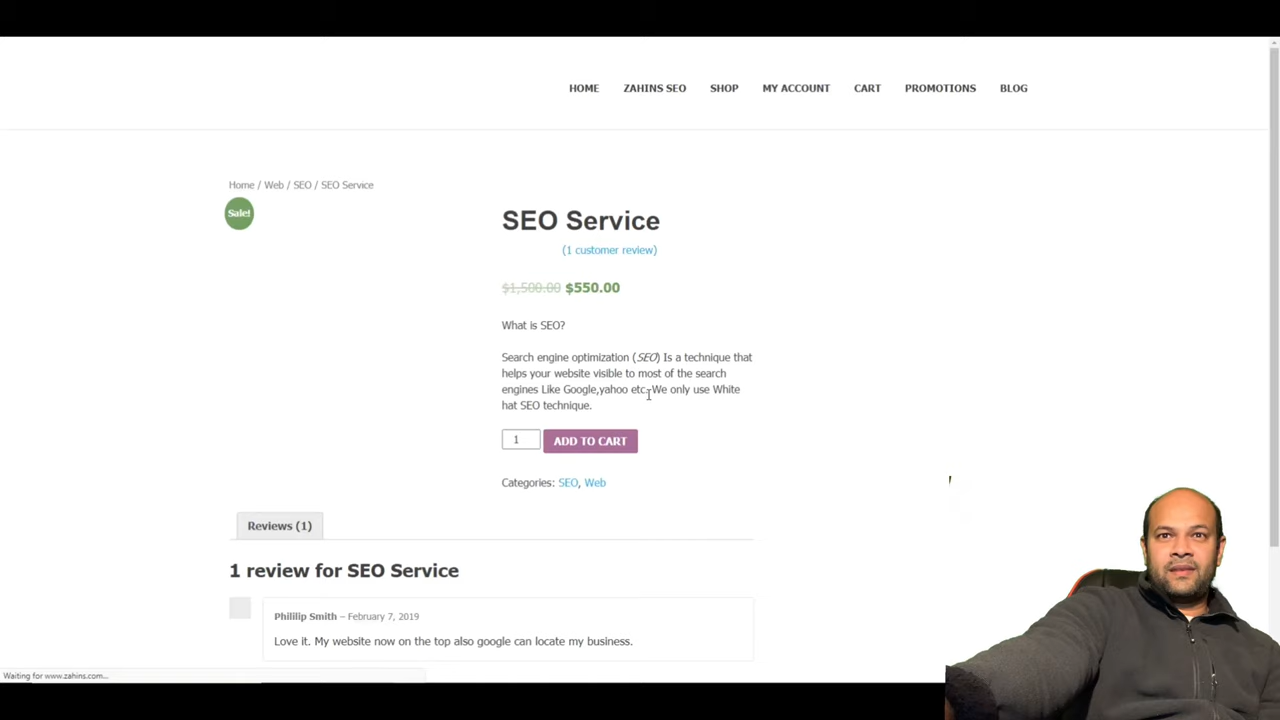 HOME ZAHINS SEO SHOP MY ACCOUNT CART PROMOTIONS BLOG
Home / Web / SEO / SEO Service
Sale!
SEO Service
(1 customer review)
$1,500.00 $550.00
What is SEO?
Search engine optimization (SEO) Is a technique that
helps your website visible to most of the search
engines Like Google,yahoo etc. We only use White
hat SEO technique.
1 ADD TO CART
Categories: SEO, Web
Reviews (1)
1 review for SEO Service
Phililip Smith – February 7, 2019
Love it. My website now on the top also google can locate my business.
Waiting for www.zahins.com...